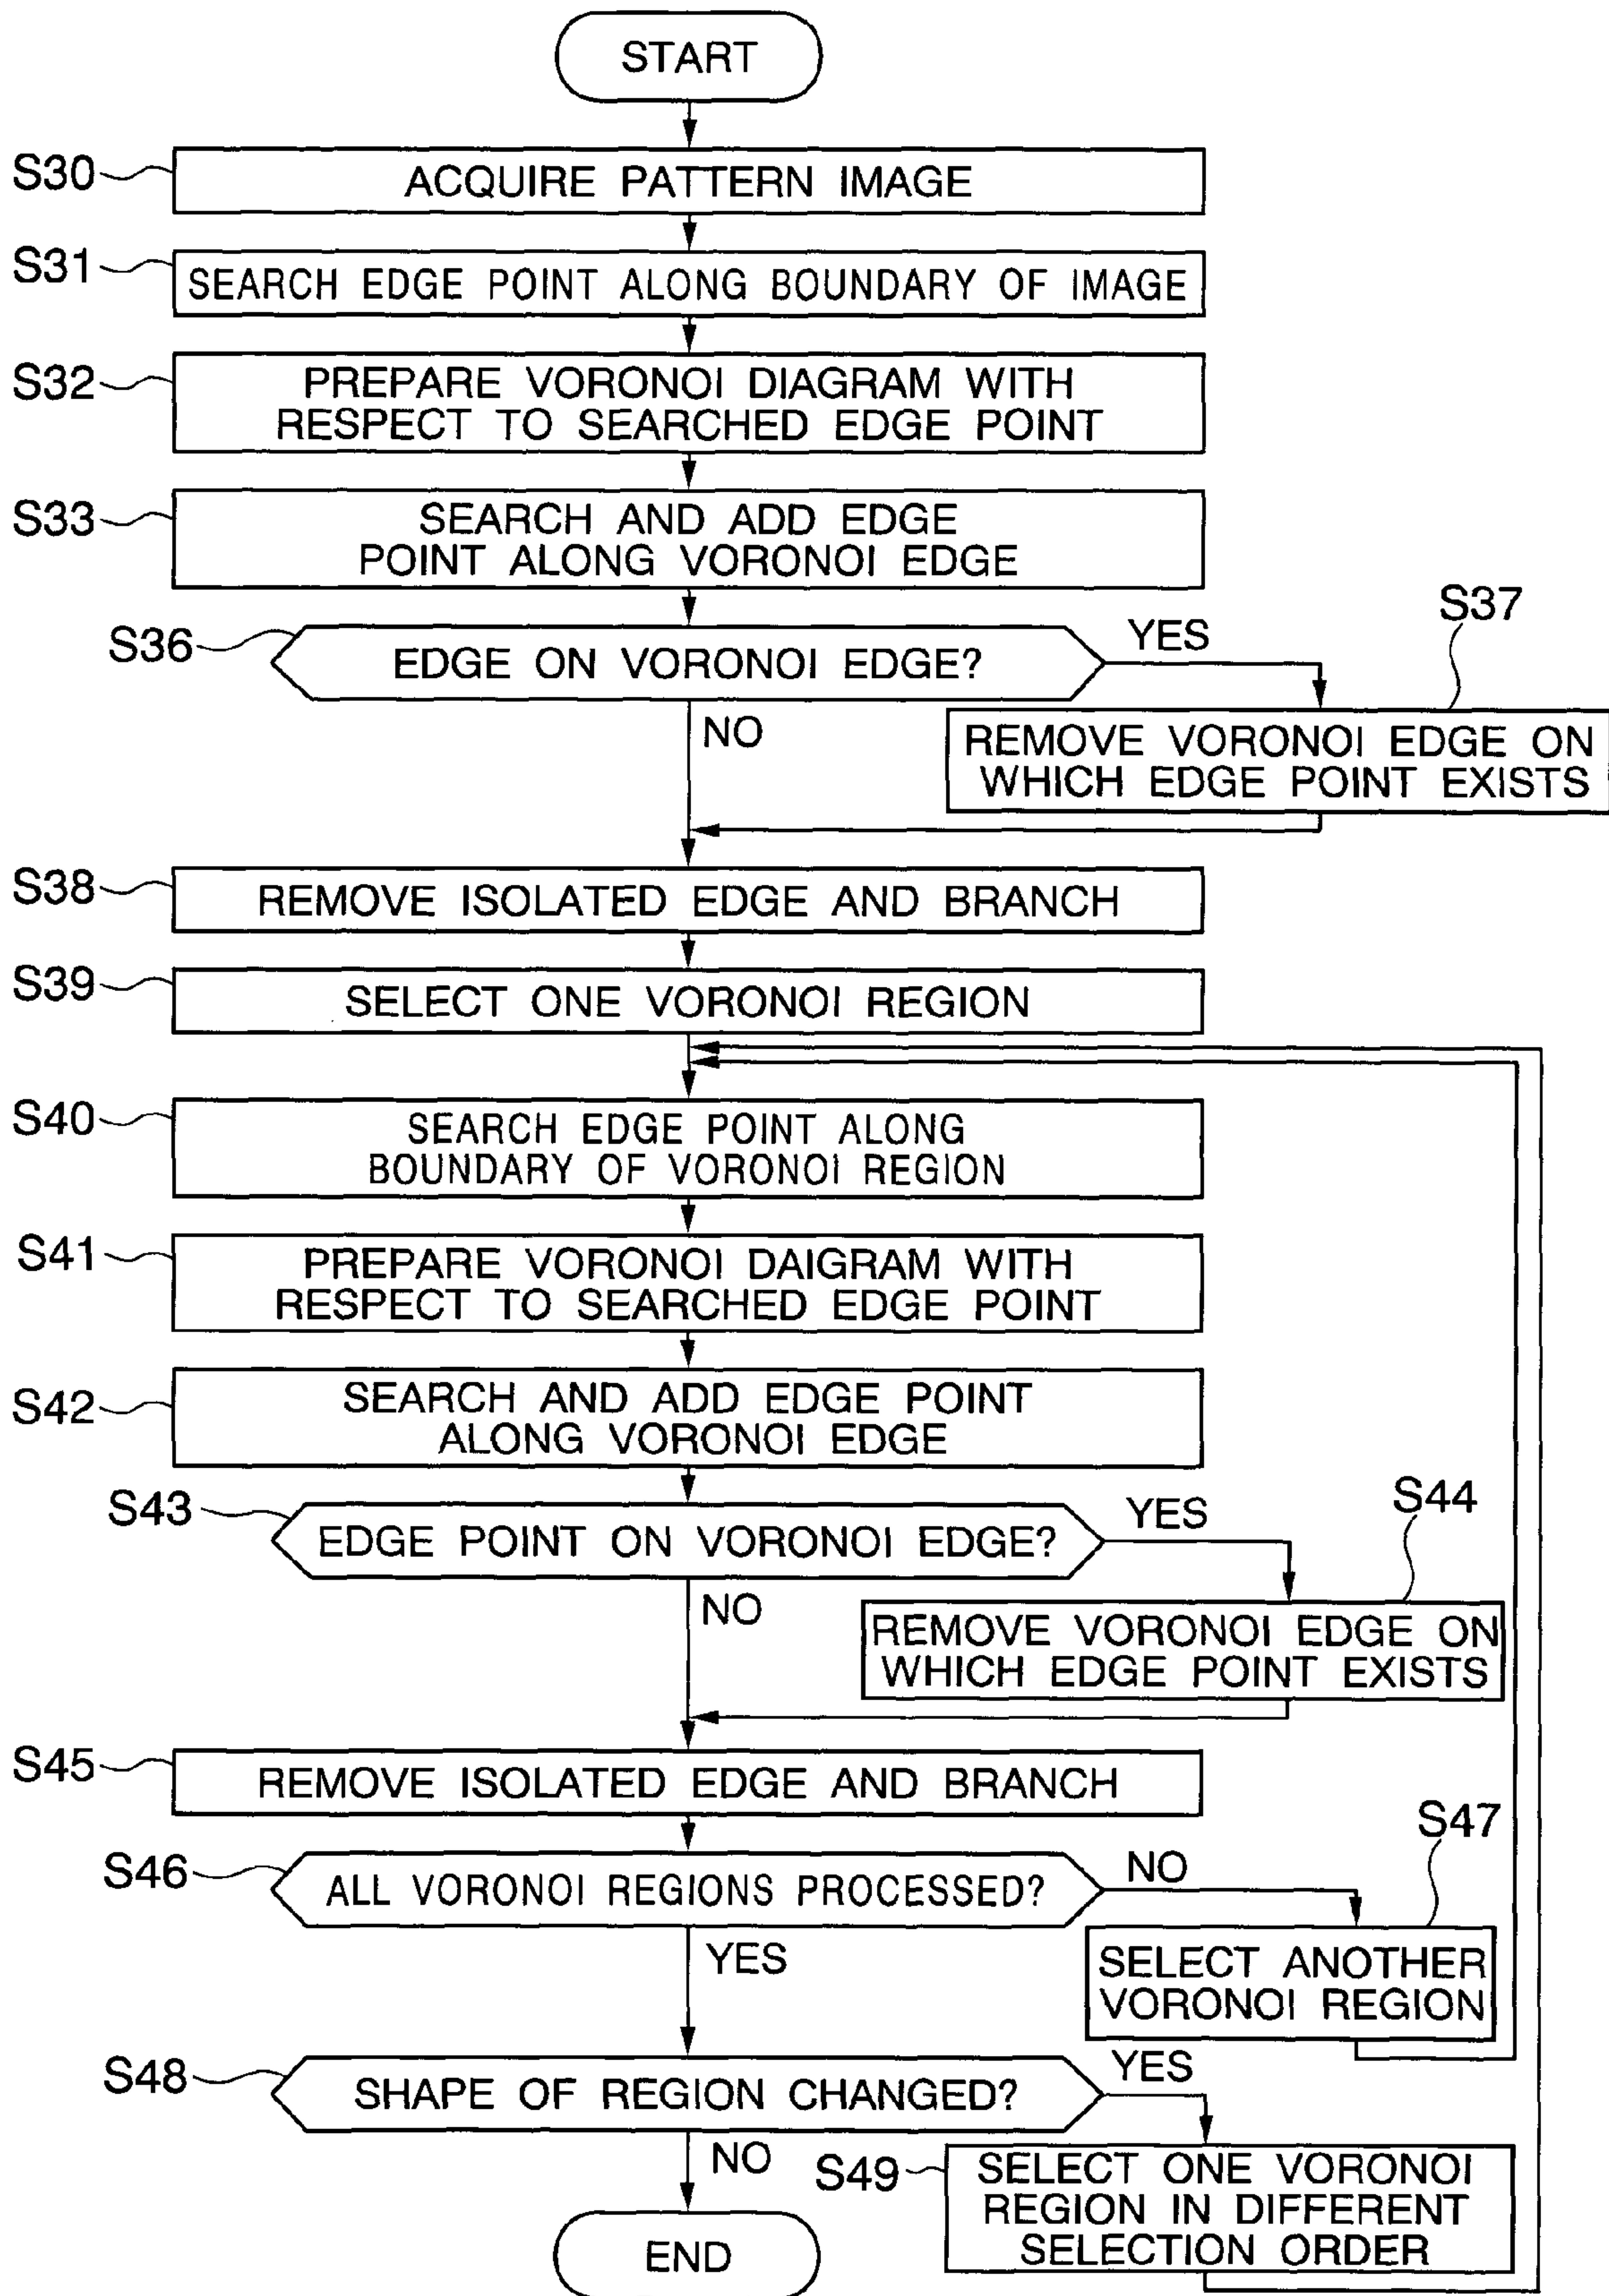 START
S30
ACQUIRE PATTERN IMAGE
S31
SEARCH EDGE POINT ALONG BOUNDARY OF IMAGE
S32
PREPARE VORONOI DIAGRAM WITH
RESPECT TO SEARCHED EDGE POINT
S33
SEARCH AND ADD EDGE
POINT ALONG VORONOI EDGE
S36
EDGE ON VORONOI EDGE?
YES
NO
S37
REMOVE VORONOI EDGE ON
WHICH EDGE POINT EXISTS
S38
REMOVE ISOLATED EDGE AND BRANCH
S39
SELECT ONE VORONOI REGION
S40
SEARCH EDGE POINT ALONG
BOUNDARY OF VORONOI REGION
S41
PREPARE VORONOI DAIGRAM WITH
RESPECT TO SEARCHED EDGE POINT
S42
SEARCH AND ADD EDGE POINT
ALONG VORONOI EDGE
S43
EDGE POINT ON VORONOI EDGE?
YES
NO
S44
REMOVE VORONOI EDGE ON
WHICH EDGE POINT EXISTS
S45
REMOVE ISOLATED EDGE AND BRANCH
S46
ALL VORONOI REGIONS PROCESSED?
NO
YES
S47
SELECT ANOTHER
VORONOI REGION
S48
SHAPE OF REGION CHANGED?
YES
NO
S49
SELECT ONE VORONOI
REGION IN DIFFERENT
SELECTION ORDER
END